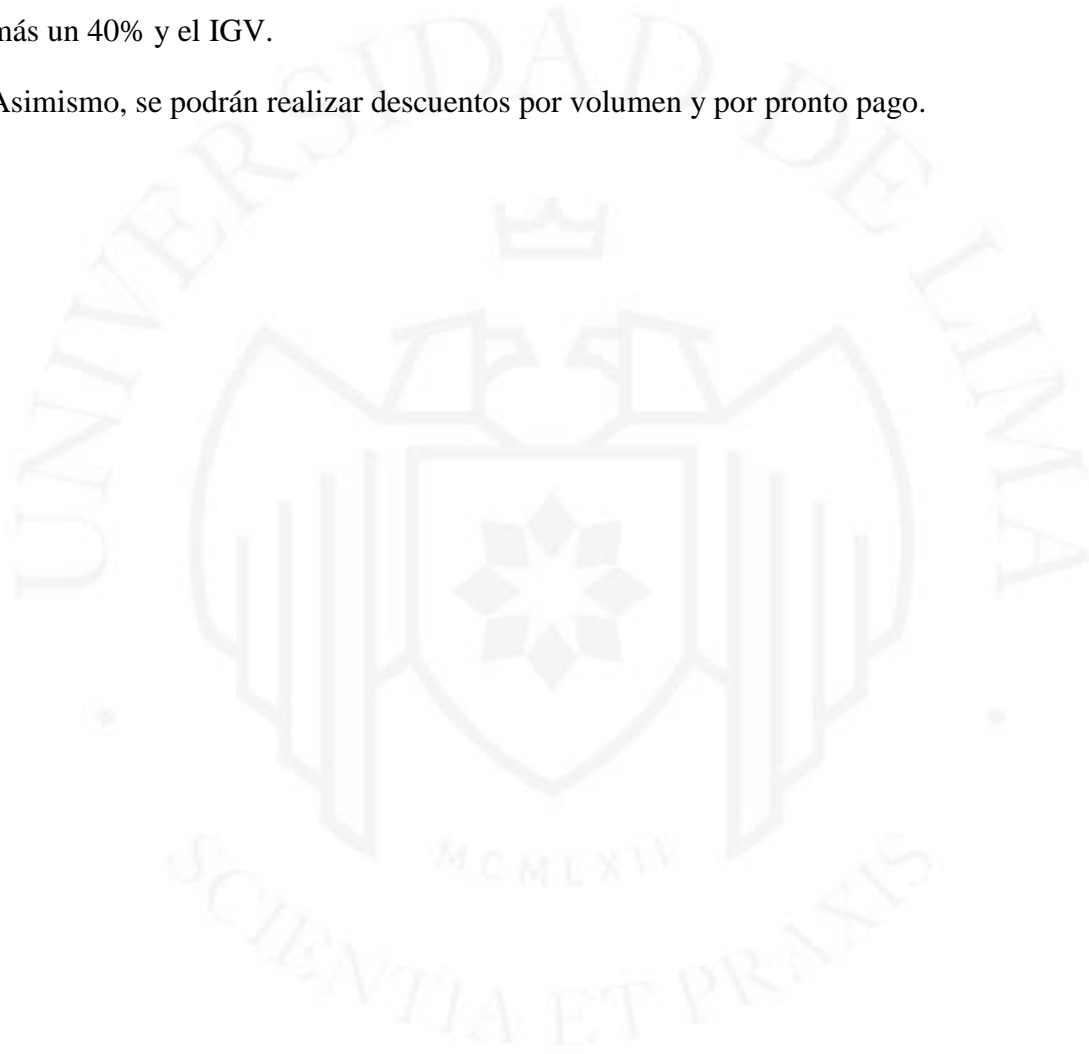 más un 40% y el IGV.
Asimismo, se podrán realizar descuentos por volumen y por pronto pago.
UNIVERSIDAD DE LIMA
MCMLXII
SCIENTIA ET PRAXIS